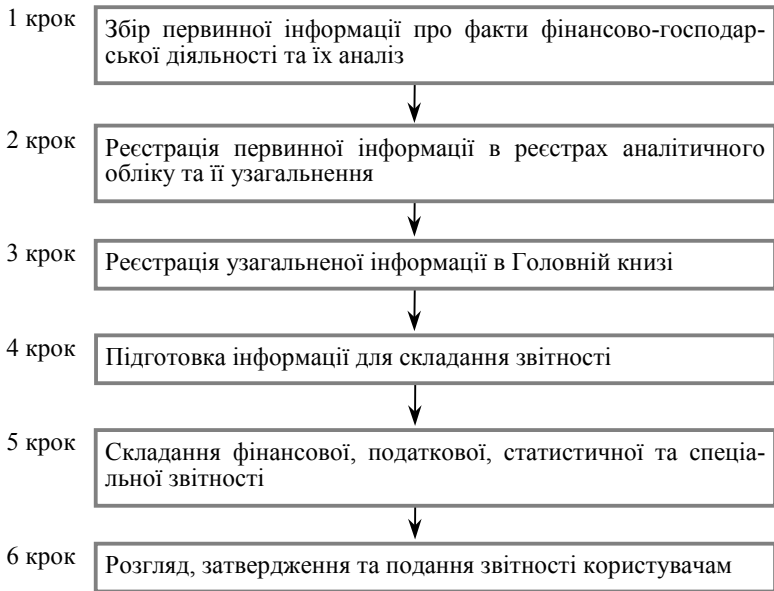 1 крок
Збір первинної інформації про факти фінансово-господар-
ської діяльності та їх аналіз
2 крок
Реєстрація первинної інформації в реєстрах аналітичного
обліку та її узагальнення
3 крок
Реєстрація узагальненої інформації в Головній книзі
4 крок
Підготовка інформації для складання звітності
5 крок
Складання фінансової, податкової, статистичної та спеціа-
льної звітності
6 крок
Розгляд, затвердження та подання звітності користувачам